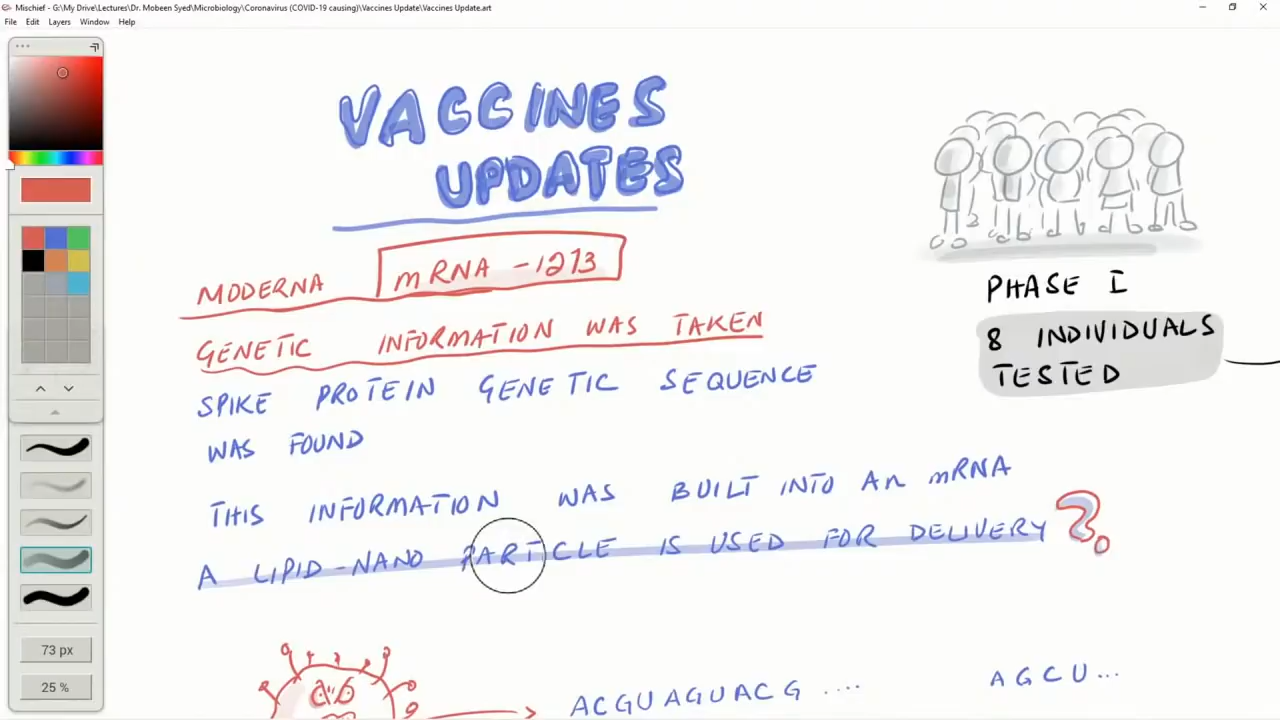 Mischief - G:\My Drive\Lectures\Dr. Mobeen Syed\Microbiology\Coronavirus (COVID-19 causing)\Vaccines Update\Vaccines Update.art
File Edit Layers Window Help
VACCINES
UPDATES
MODERNA mRNA -1273
GENETIC INFORMATION WAS TAKEN
SPIKE PROTEIN GENETIC SEQUENCE
WAS FOUND
THIS INFORMATION WAS BUILT INTO AN mRNA
A LIPID-NANO PARTICLE IS USED FOR DELIVERY ?
PHASE I
8 INDIVIDUALS
TESTED
ACGUAGUACG ....
AGCU...
73 px
25 %